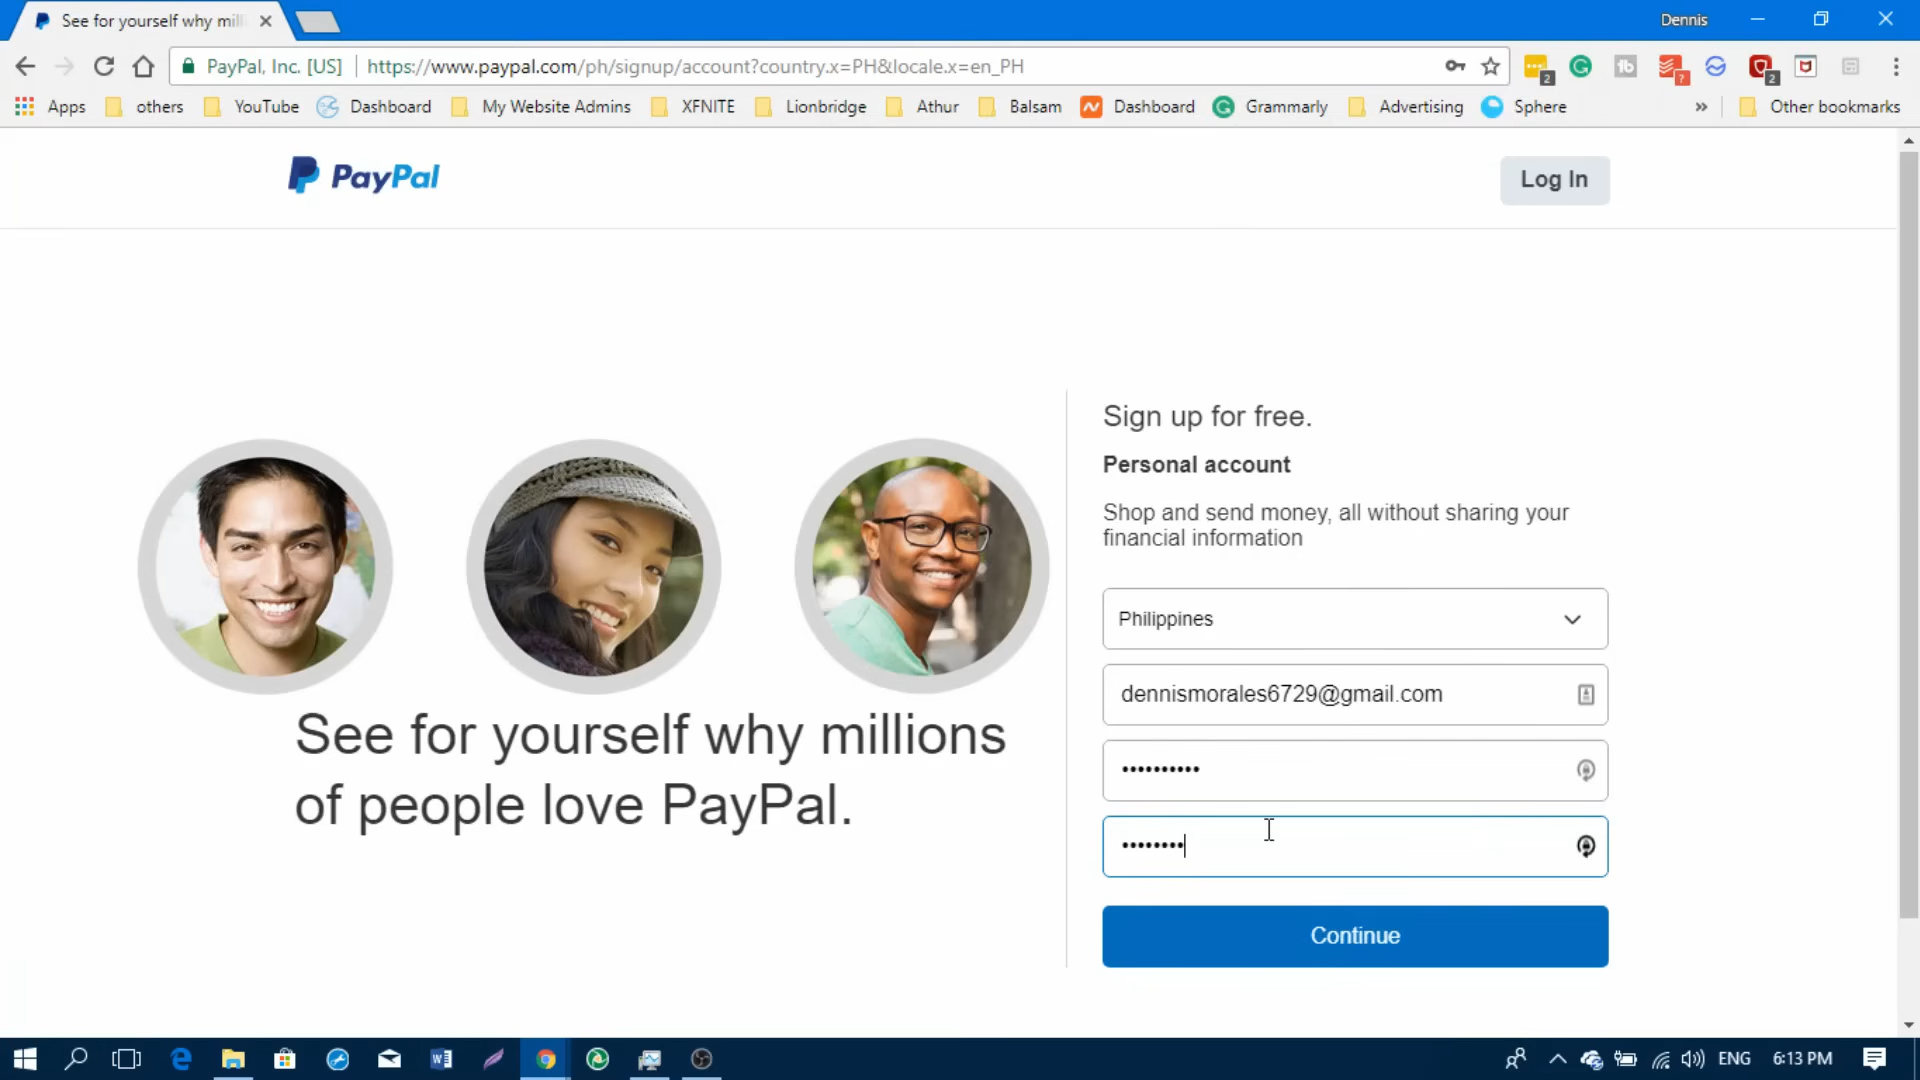 See for yourself why mill
Dennis
PayPal, Inc. [US] https://www.paypal.com/ph/signup/account?country.x=PH&locale.x=en_PH
2
tb
?
2
Apps others YouTube Dashboard My Website Admins XFNITE Lionbridge Athur Balsam Dashboard Grammarly Advertising Sphere » Other bookmarks
PayPal
Log In
Sign up for free.
Personal account
Shop and send money, all without sharing your
financial information
Philippines
dennismorales6729@gmail.com
••••••••••
••••••••
Continue
See for yourself why millions
of people love PayPal.
ENG 6:13 PM